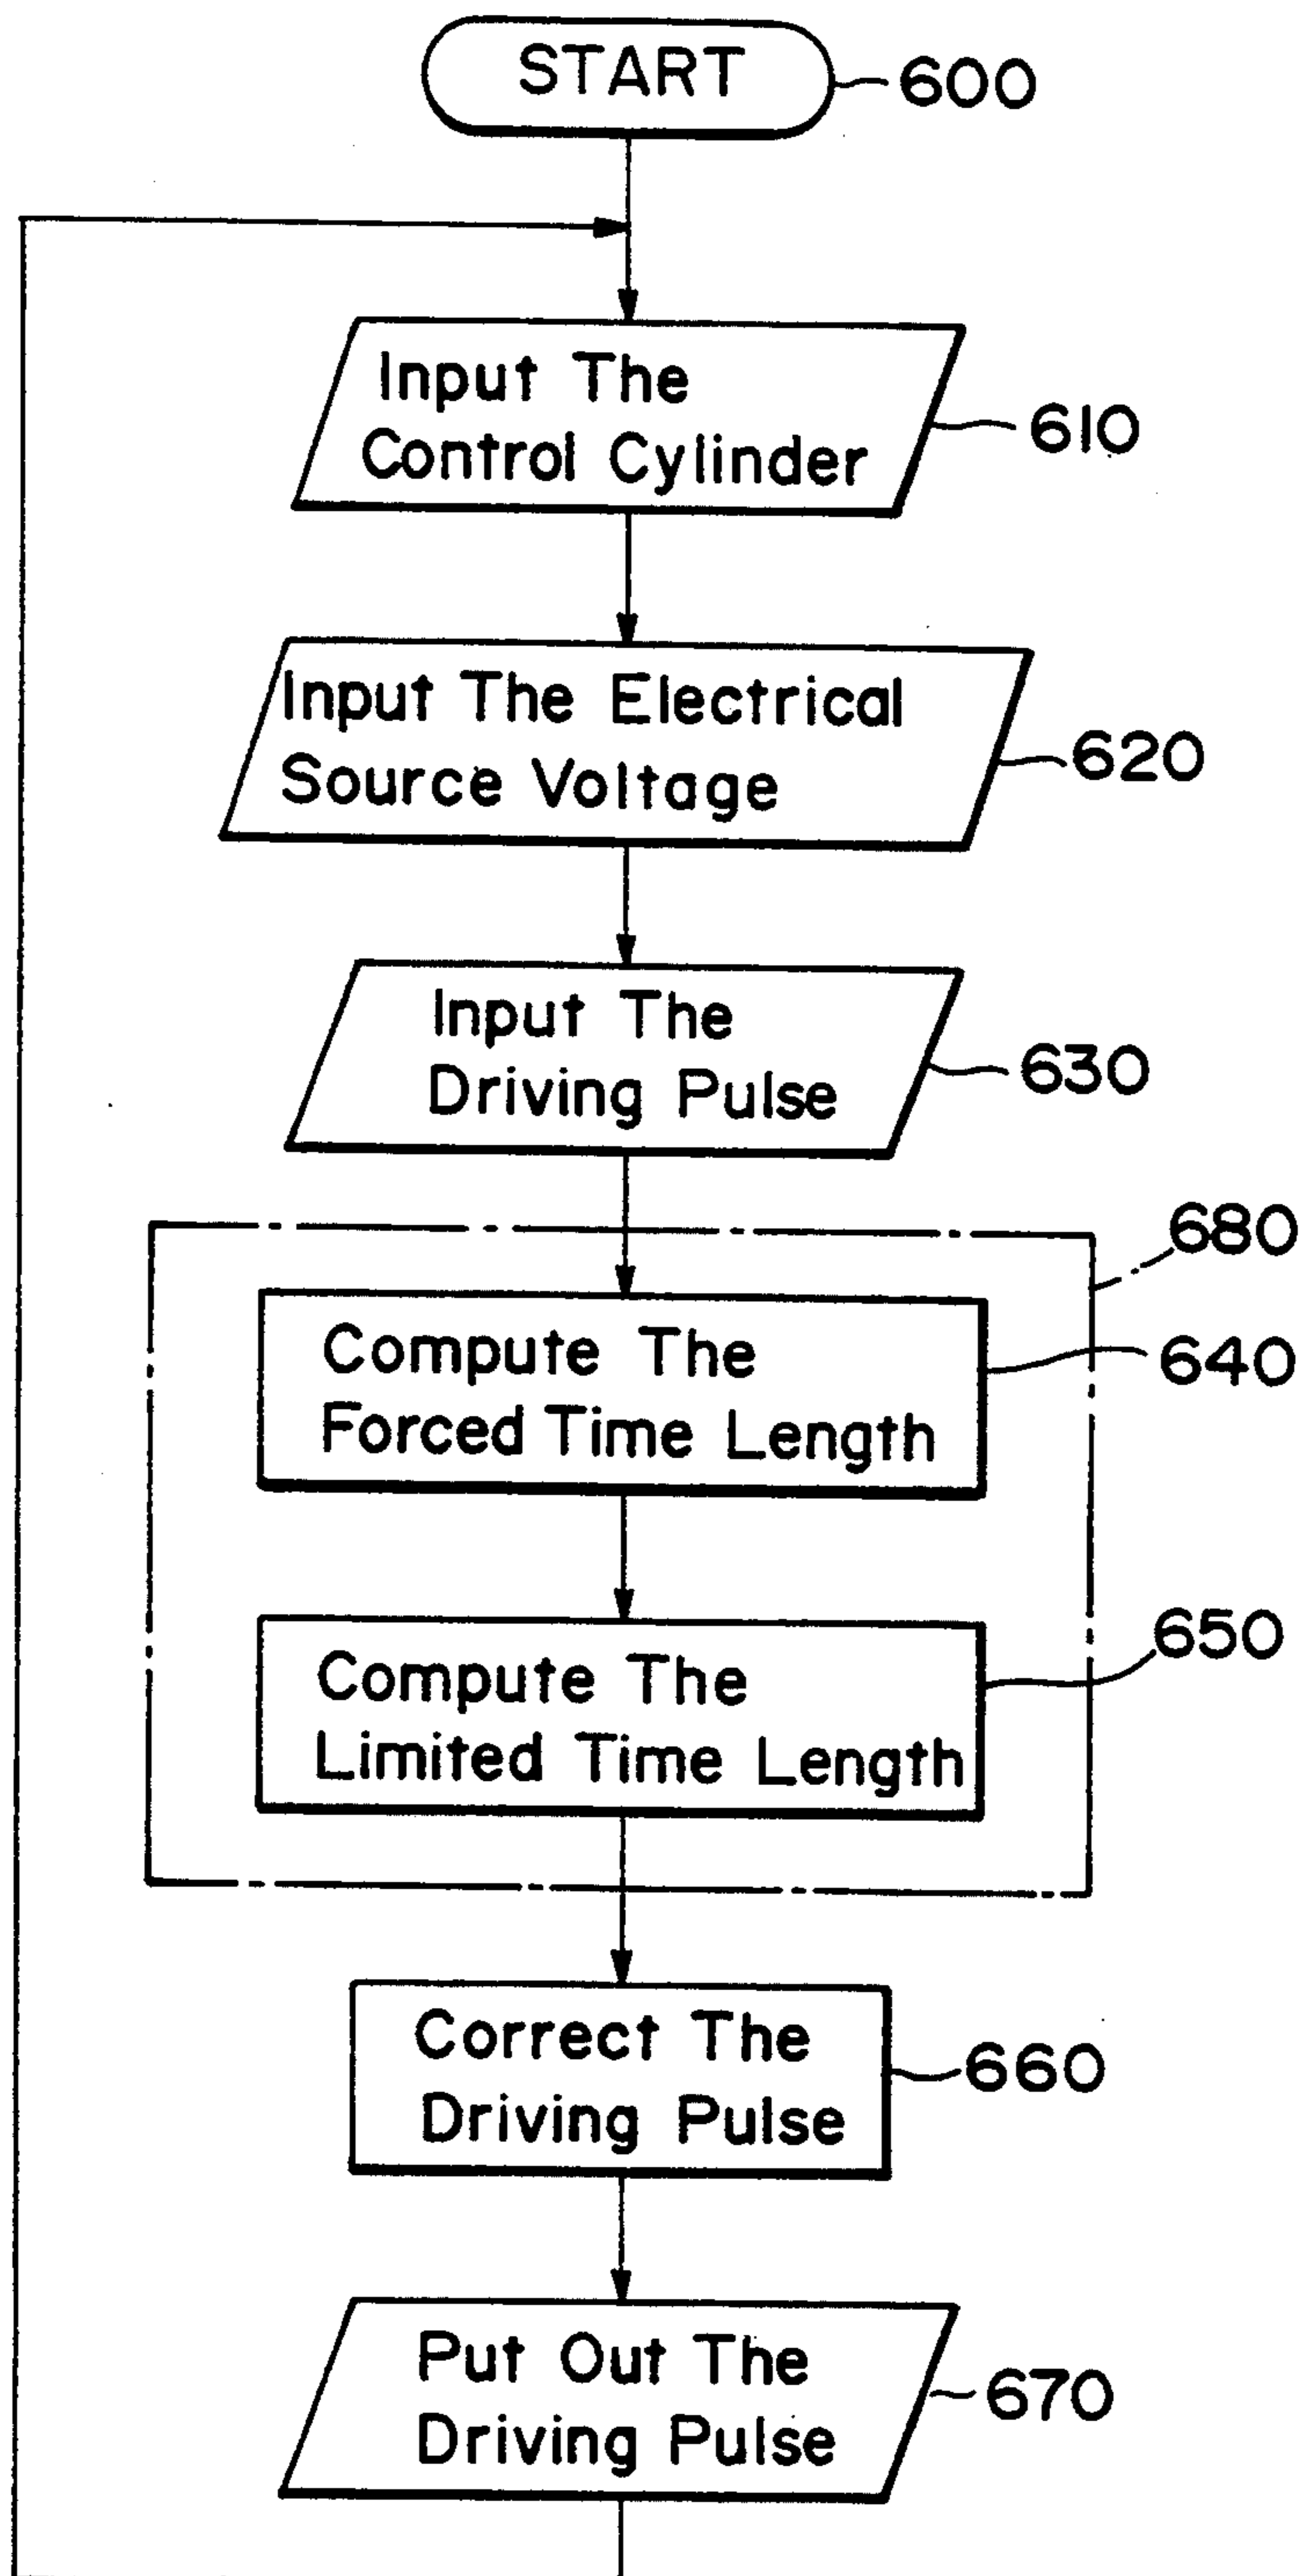 START
600
Input The
Control Cylinder
610
Input The Electrical
Source Voltage
620
Input The
Driving Pulse
630
680
Compute The
Forced Time Length
640
Compute The
Limited Time Length
650
Correct The
Driving Pulse
660
Put Out The
Driving Pulse
670